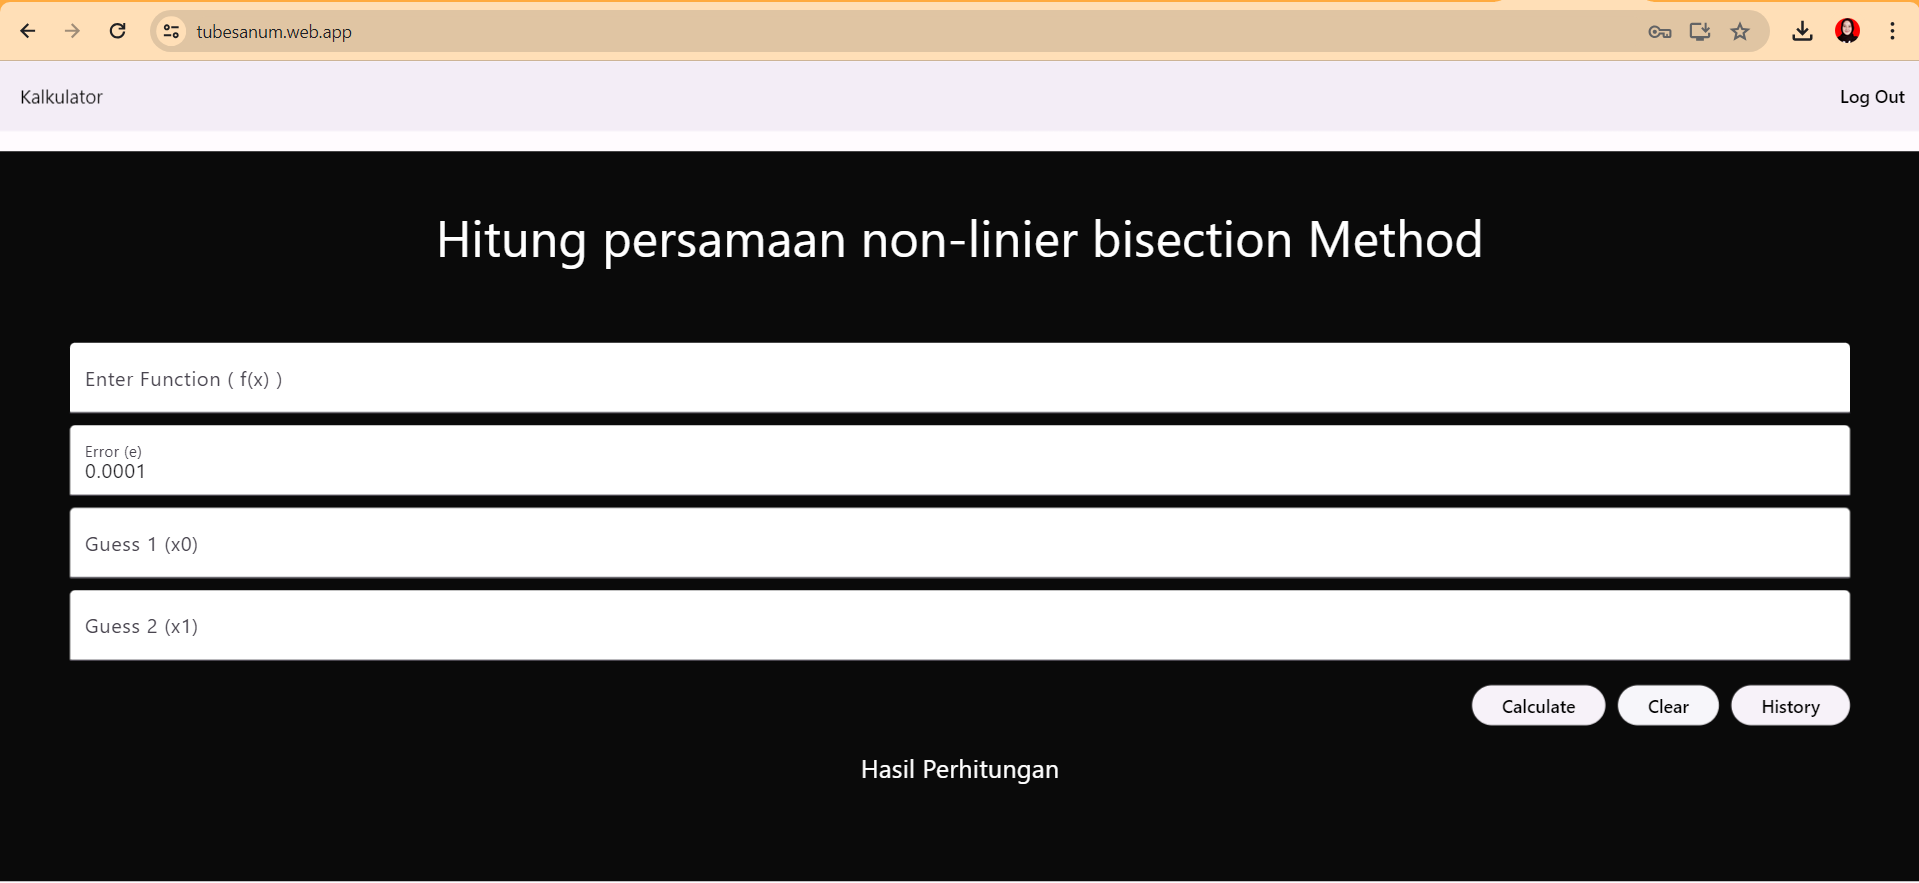 tubesanum.web.app
Kalkulator
Log Out
Hitung persamaan non-linier bisection Method
Enter Function ( f(x) )
Error (e)
0.0001
Guess 1 (x0)
Guess 2 (x1)
Calculate
Clear
History
Hasil Perhitungan